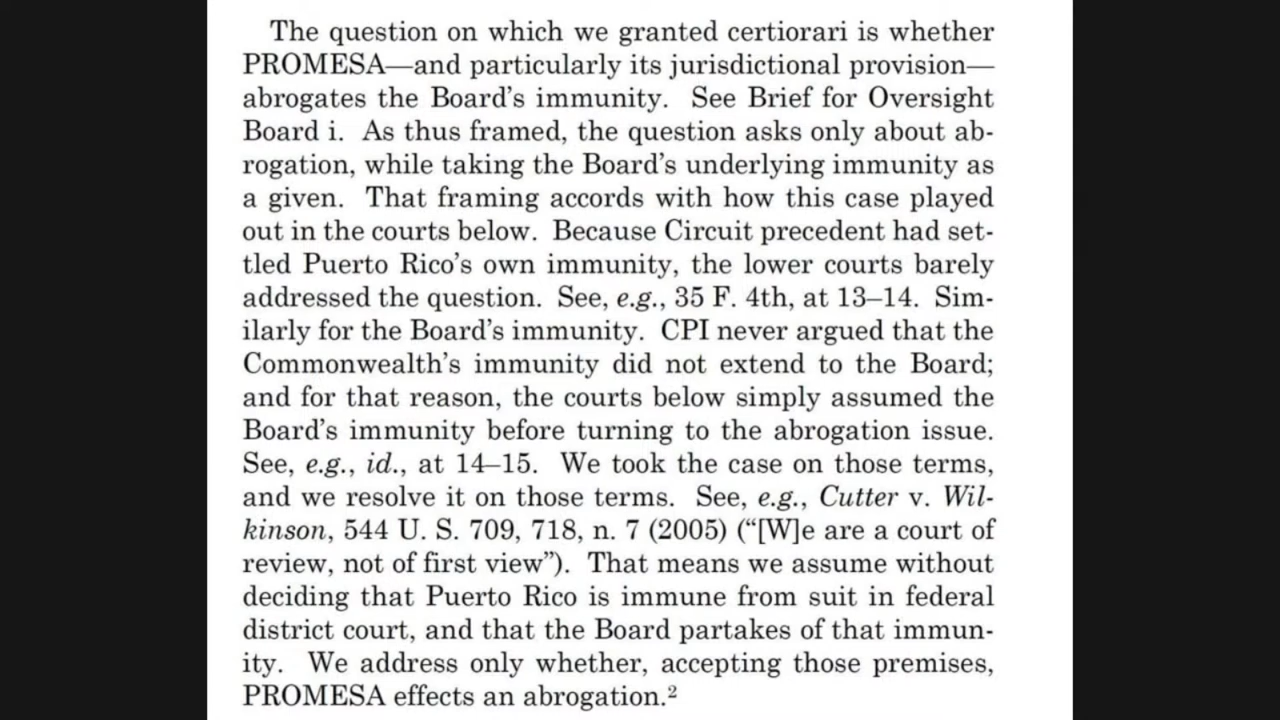 The question on which we granted certiorari is whether
PROMESA—and particularly its jurisdictional provision—
abrogates the Board's immunity. See Brief for Oversight
Board i. As thus framed, the question asks only about ab-
rogation, while taking the Board's underlying immunity as
a given. That framing accords with how this case played
out in the courts below. Because Circuit precedent had set-
tled Puerto Rico's own immunity, the lower courts barely
addressed the question. See, e.g., 35 F. 4th, at 13–14. Sim-
ilarly for the Board's immunity. CPI never argued that the
Commonwealth's immunity did not extend to the Board;
and for that reason, the courts below simply assumed the
Board's immunity before turning to the abrogation issue.
See, e.g., id., at 14–15. We took the case on those terms,
and we resolve it on those terms. See, e.g., Cutter v. Wil-
kinson, 544 U. S. 709, 718, n. 7 (2005) (“[W]e are a court of
review, not of first view”). That means we assume without
deciding that Puerto Rico is immune from suit in federal
district court, and that the Board partakes of that immun-
ity. We address only whether, accepting those premises,
PROMESA effects an abrogation.²